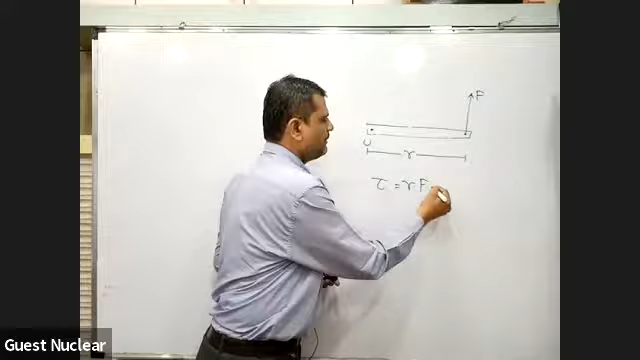 F
r
τ = r F
Guest Nuclear